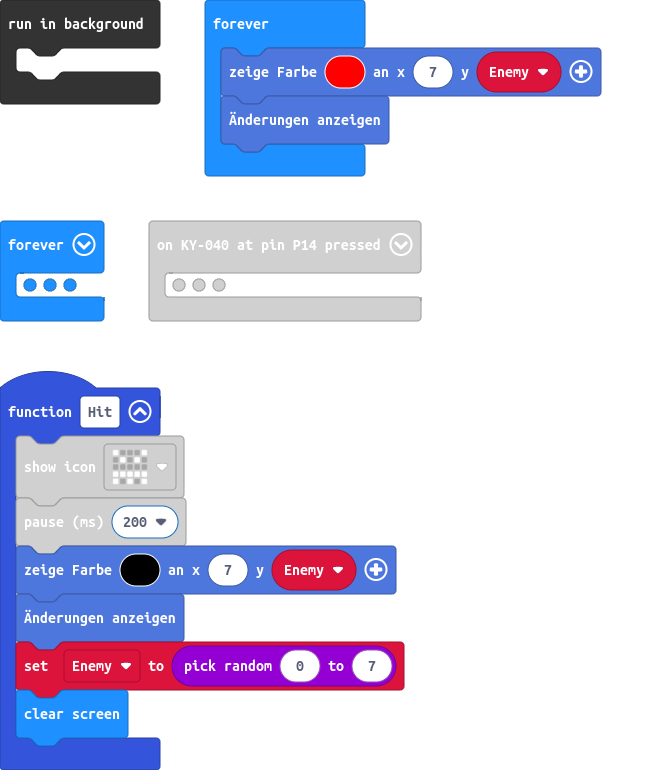 run in background
forever
zeige Farbe an x 7 y Enemy
Änderungen anzeigen
forever
on KY-040 at pin P14 pressed
function Hit
show icon
pause (ms) 200
zeige Farbe an x 7 y Enemy
Änderungen anzeigen
set Enemy to pick random 0 to 7
clear screen